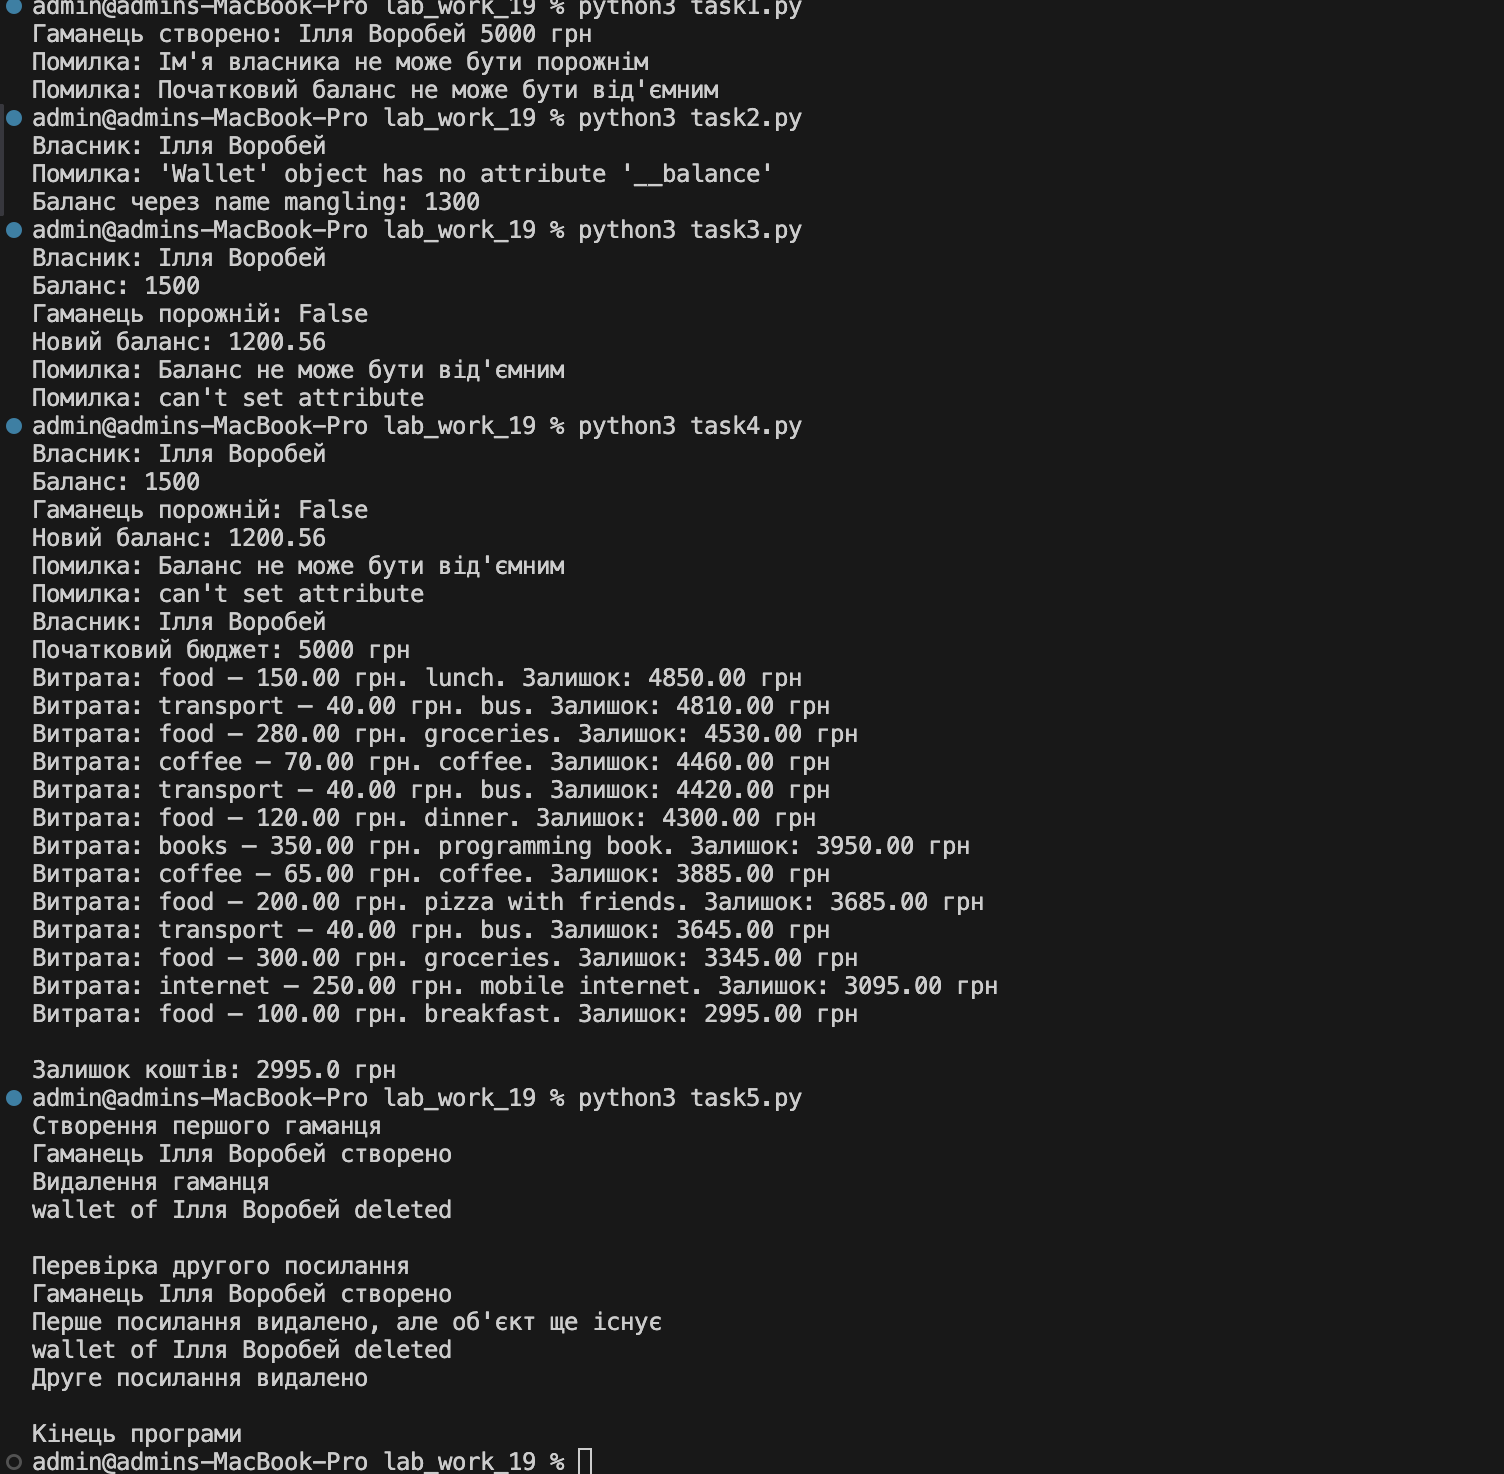 admin@admins-MacBook-Pro lab_work_19 % python3 task1.py
Гаманець створено: Ілля Воробей 5000 грн
Помилка: Ім'я власника не може бути порожнім
Помилка: Початковий баланс не може бути від'ємним
admin@admins-MacBook-Pro lab_work_19 % python3 task2.py
Власник: Ілля Воробей
Помилка: 'Wallet' object has no attribute '__balance'
Баланс через name mangling: 1300
admin@admins-MacBook-Pro lab_work_19 % python3 task3.py
Власник: Ілля Воробей
Баланс: 1500
Гаманець порожній: False
Новий баланс: 1200.56
Помилка: Баланс не може бути від'ємним
Помилка: can't set attribute
admin@admins-MacBook-Pro lab_work_19 % python3 task4.py
Власник: Ілля Воробей
Баланс: 1500
Гаманець порожній: False
Новий баланс: 1200.56
Помилка: Баланс не може бути від'ємним
Помилка: can't set attribute
Власник: Ілля Воробей
Початковий бюджет: 5000 грн
Витрата: food — 150.00 грн. lunch. Залишок: 4850.00 грн
Витрата: transport — 40.00 грн. bus. Залишок: 4810.00 грн
Витрата: food — 280.00 грн. groceries. Залишок: 4530.00 грн
Витрата: coffee — 70.00 грн. coffee. Залишок: 4460.00 грн
Витрата: transport — 40.00 грн. bus. Залишок: 4420.00 грн
Витрата: food — 120.00 грн. dinner. Залишок: 4300.00 грн
Витрата: books — 350.00 грн. programming book. Залишок: 3950.00 грн
Витрата: coffee — 65.00 грн. coffee. Залишок: 3885.00 грн
Витрата: food — 200.00 грн. pizza with friends. Залишок: 3685.00 грн
Витрата: transport — 40.00 грн. bus. Залишок: 3645.00 грн
Витрата: food — 300.00 грн. groceries. Залишок: 3345.00 грн
Витрата: internet — 250.00 грн. mobile internet. Залишок: 3095.00 грн
Витрата: food — 100.00 грн. breakfast. Залишок: 2995.00 грн
Залишок коштів: 2995.0 грн
admin@admins-MacBook-Pro lab_work_19 % python3 task5.py
Створення першого гаманця
Гаманець Ілля Воробей створено
Видалення гаманця
wallet of Ілля Воробей deleted
Перевірка другого посилання
Гаманець Ілля Воробей створено
Перше посилання видалено, але об'єкт ще існує
wallet of Ілля Воробей deleted
Друге посилання видалено
Кінець програми
admin@admins-MacBook-Pro lab_work_19 %